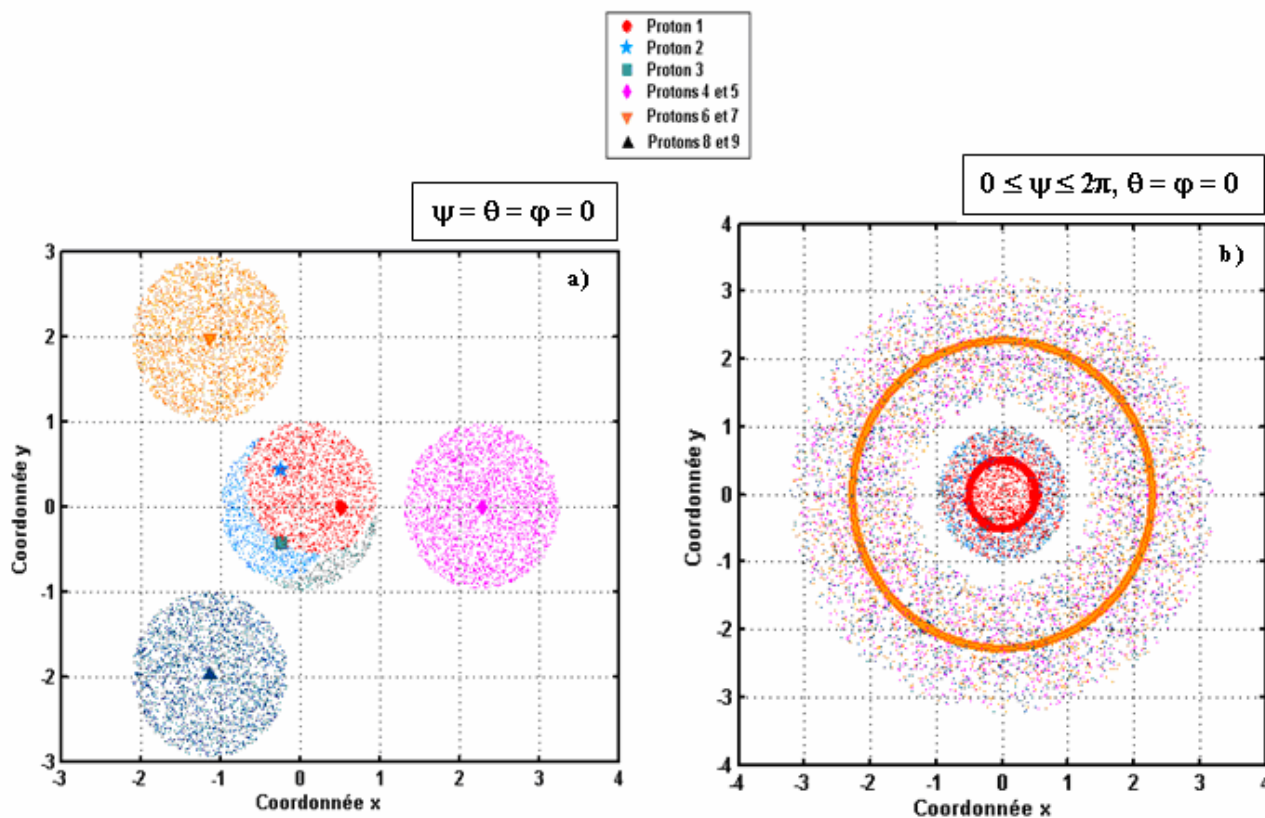 Proton 1
Proton 2
Proton 3
Protons 4 et 5
Protons 6 et 7
Protons 8 et 9
ψ = θ = φ = 0
a)
3
2
1
0
-1
-2
-3
-3 -2 -1 0 1 2 3 4
Coordonnée y
Coordonnée x
0 ≤ ψ ≤ 2π, θ = φ = 0
b)
4
3
2
1
0
-1
-2
-3
-4
-4 -3 -2 -1 0 1 2 3 4
Coordonnée y
Coordonnée x